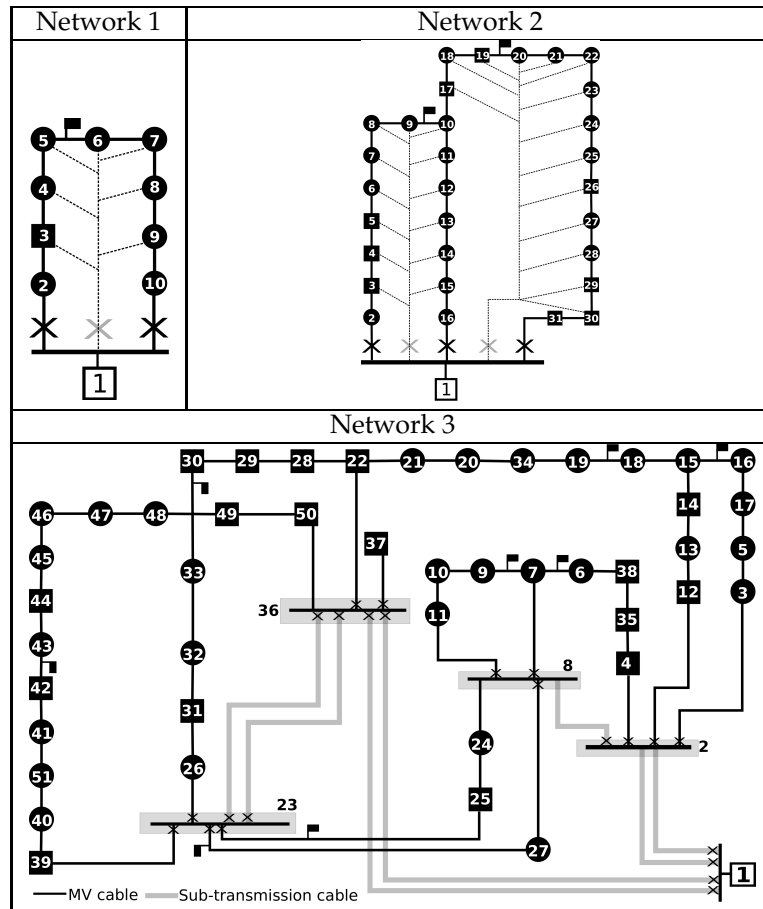 Network 1
Network 2
5 6 7
4 8
3 9
2 10
1
18 19 20 21 22
17 23
8 9 10 24
7 11 25
6 12 26
5 13 27
4 14 28
3 15 29
2 16 31 30
1
Network 3
30 29 28 22 21 20 34 19 18 15 16
46 47 48 49 50 14 17
45 37 13 5
33 10 9 7 6 38
44 12 3
36 11 35
43
32 8 4
42
31
41 24 2
51 26
25
40 23
39 27
1
MV cable Sub-transmission cable